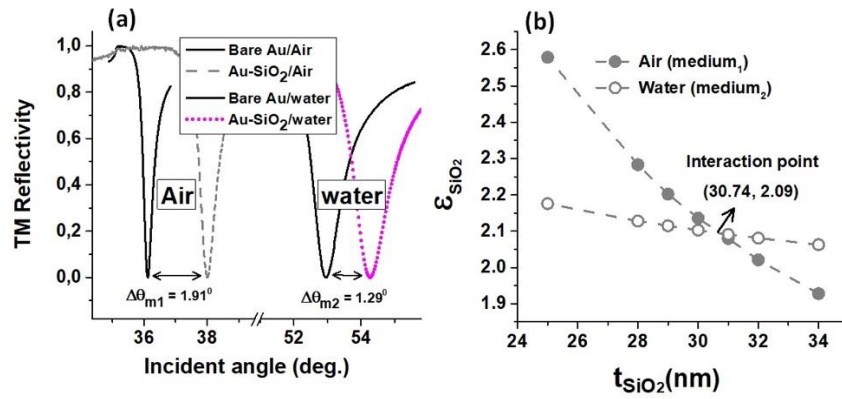 (a)
1,0
0,8
0,6
0,4
0,2
0,0
TM Reflectivity
Bare Au/Air
Au-SiO₂/Air
Bare Au/water
Au-SiO₂/water
Air
water
Δθm1 = 1.91⁰
Δθm2 = 1.29⁰
36 38 52 54
Incident angle (deg.)
(b)
2.6
2.5
2.4
2.3
2.2
2.1
2.0
1.9
εSiO₂
Air (medium₁)
Water (medium₂)
Interaction point
(30.74, 2.09)
24 26 28 30 32 34
tSiO₂(nm)